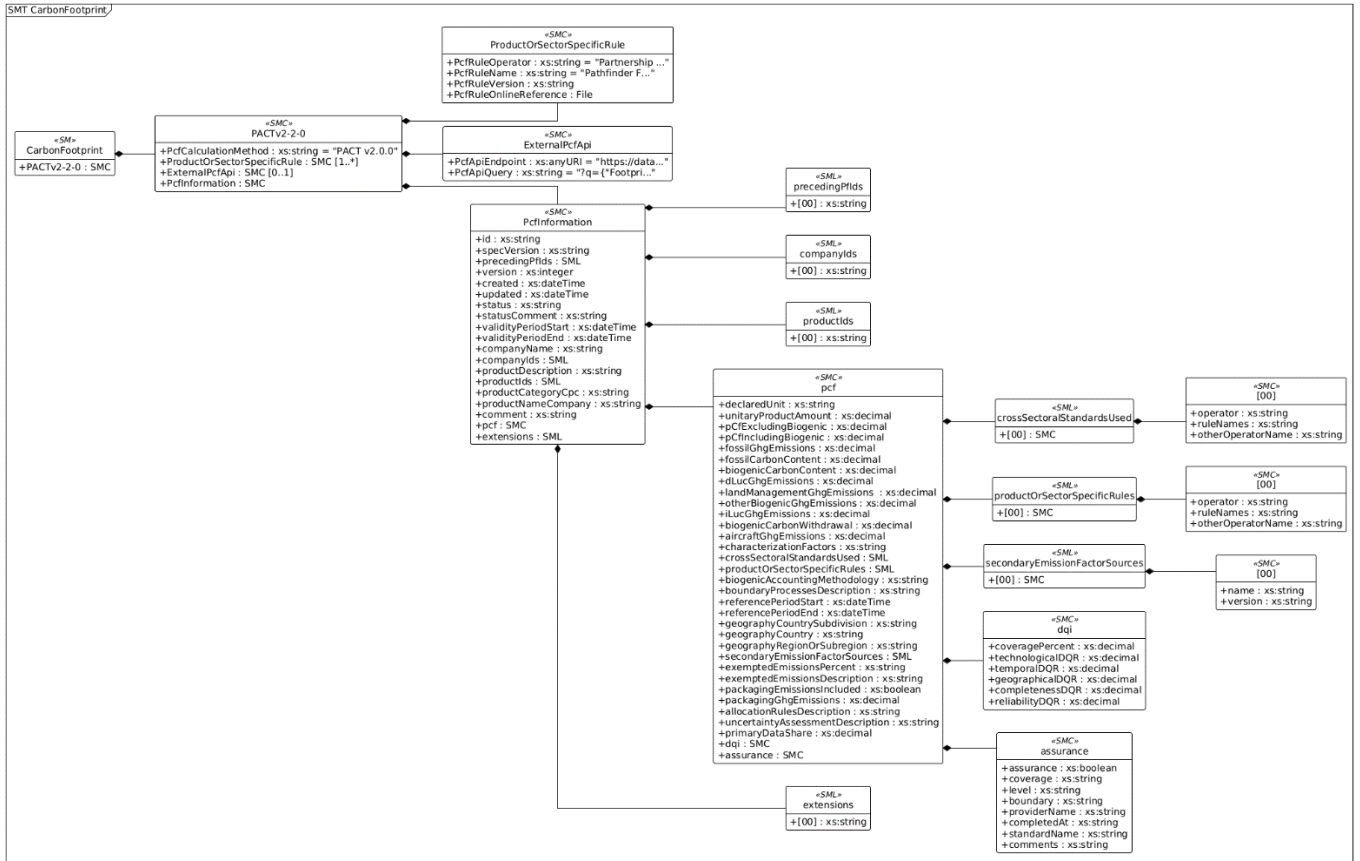 SMT CarbonFootprint
«SMC»
ProductOrSectorSpecificRule
+PcfRuleOperator : xs:string = "Partnership ..."
+PcfRuleName : xs:string = "Pathfinder F..."
+PcfRuleVersion : xs:string
+PcfRuleOnlineReference : File
«SM»
CarbonFootprint
+PACTv2-2-0 : SMC
«SMC»
PACTv2-2-0
+PcfCalculationMethod : xs:string = "PACT v2.0.0"
+ProductOrSectorSpecificRule : SMC [1..*]
+ExternalPcfApi : SMC [0..1]
+PcfInformation : SMC
«SMC»
ExternalPcfApi
+PcfApiEndpoint : xs:anyURI = "https://data..."
+PcfApiQuery : xs:string = "?q={"Footpri..."
«SMC»
PcfInformation
+id : xs:string
+specVersion : xs:string
+precedingPfIds : SML
+version : xs:integer
+created : xs:dateTime
+updated : xs:dateTime
+status : xs:string
+statusComment : xs:string
+validityPeriodStart : xs:dateTime
+validityPeriodEnd : xs:dateTime
+companyName : xs:string
+companyIds : SML
+productDescription : xs:string
+productIds : SML
+productCategoryCpc : xs:string
+productNameCompany : xs:string
+comment : xs:string
+pcf : SMC
+extensions : SML
«SML»
precedingPfIds
+[00] : xs:string
«SML»
companyIds
+[00] : xs:string
«SML»
productIds
+[00] : xs:string
«SMC»
pcf
+declaredUnit : xs:string
+unitaryProductAmount : xs:decimal
+pCfExcludingBiogenic : xs:decimal
+pCfIncludingBiogenic : xs:decimal
+fossilGhgEmissions : xs:decimal
+fossilCarbonContent : xs:decimal
+biogenicCarbonContent : xs:decimal
+dLucGhgEmissions : xs:decimal
+landManagementGhgEmissions : xs:decimal
+otherBiogenicGhgEmissions : xs:decimal
+iLucGhgEmissions : xs:decimal
+biogenicCarbonWithdrawal : xs:decimal
+aircraftGhgEmissions : xs:decimal
+characterizationFactors : xs:string
+crossSectoralStandardsUsed : SML
+productOrSectorSpecificRules : SML
+biogenicAccountingMethodology : xs:string
+boundaryProcessesDescription : xs:string
+referencePeriodStart : xs:dateTime
+referencePeriodEnd : xs:dateTime
+geographyCountrySubdivision : xs:string
+geographyCountry : xs:string
+geographyRegionOrSubregion : xs:string
+secondaryEmissionFactorSources : SML
+exemptedEmissionsPercent : xs:string
+exemptedEmissionsDescription : xs:string
+packagingEmissionsIncluded : xs:boolean
+packagingGhgEmissions : xs:decimal
+allocationRulesDescription : xs:string
+uncertaintyAssessmentDescription : xs:string
+primaryDataShare : xs:decimal
+dqi : SMC
+assurance : SMC
«SML»
crossSectoralStandardsUsed
+[00] : SMC
«SMC»
[00]
+operator : xs:string
+ruleNames : xs:string
+otherOperatorName : xs:string
«SML»
productOrSectorSpecificRules
+[00] : SMC
«SMC»
[00]
+operator : xs:string
+ruleNames : xs:string
+otherOperatorName : xs:string
«SML»
secondaryEmissionFactorSources
+[00] : SMC
«SMC»
[00]
+name : xs:string
+version : xs:string
«SMC»
dqi
+coveragePercent : xs:decimal
+technologicalDQR : xs:decimal
+temporalDQR : xs:decimal
+geographicalDQR : xs:decimal
+completenessDQR : xs:decimal
+reliabilityDQR : xs:decimal
«SMC»
assurance
+assurance : xs:boolean
+coverage : xs:string
+level : xs:string
+boundary : xs:string
+providerName : xs:string
+completedAt : xs:string
+standardName : xs:string
+comments : xs:string
«SML»
extensions
+[00] : xs:string